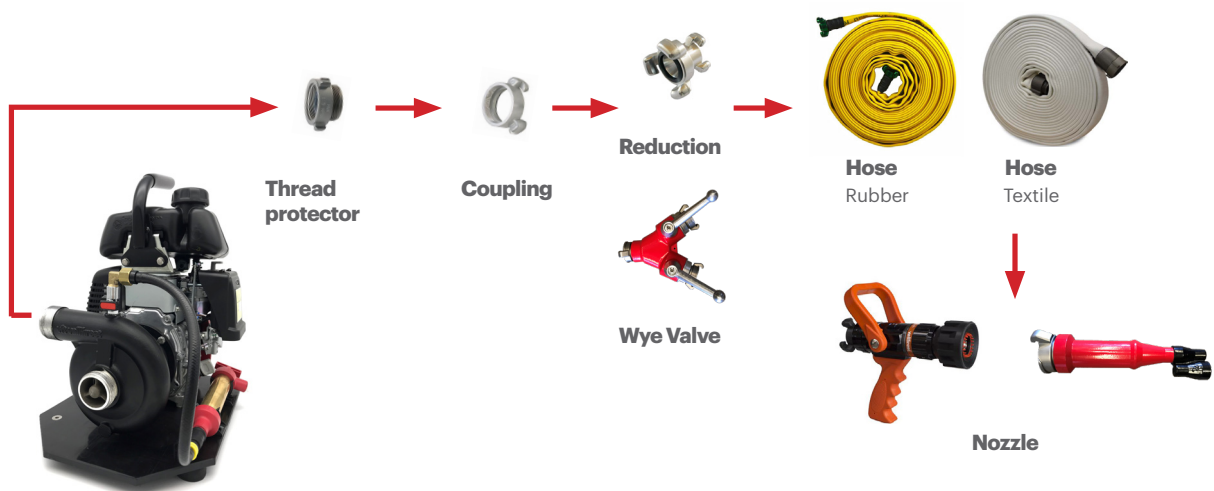 Thread
protector
Coupling
Reduction
Wye Valve
Hose
Rubber
Hose
Textile
Nozzle